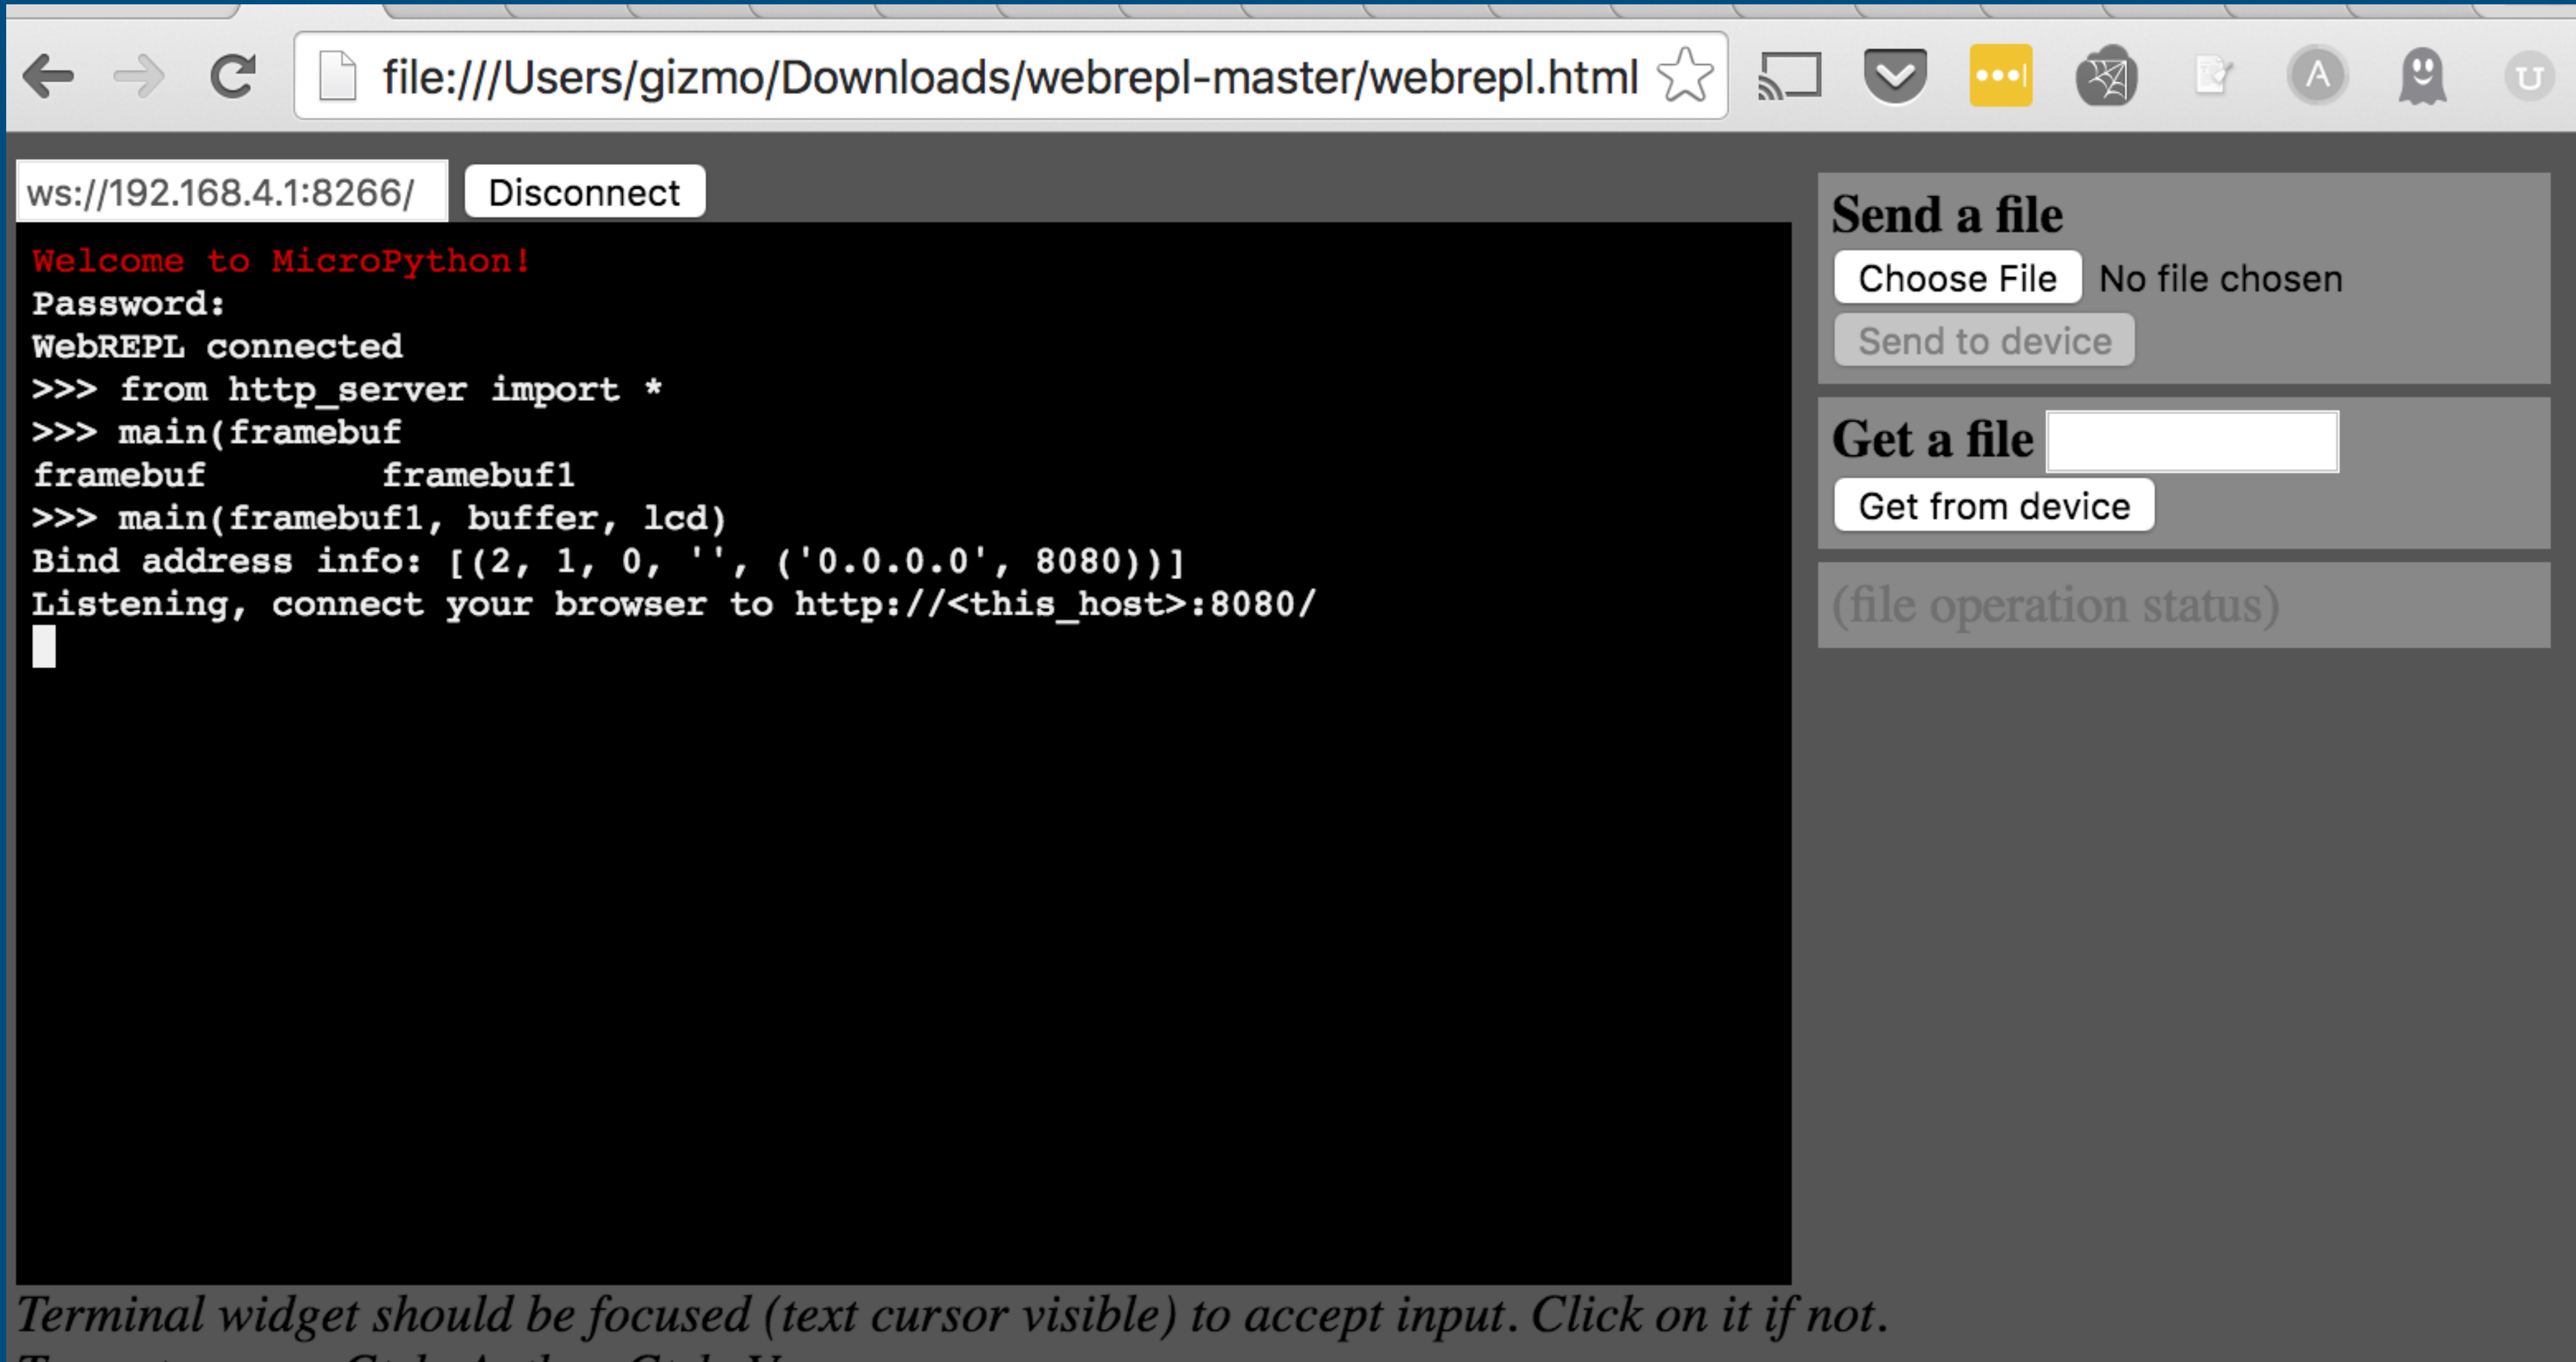 file:///Users/gizmo/Downloads/webrepl-master/webrepl.html
ws://192.168.4.1:8266/ Disconnect
Welcome to MicroPython!
Password:
WebREPL connected
>>> from http_server import *
>>> main(framebuf
framebuf        framebuf1
>>> main(framebuf1, buffer, lcd)
Bind address info: [(2, 1, 0, '', ('0.0.0.0', 8080))]
Listening, connect your browser to http://<this_host>:8080/
Send a file
Choose File No file chosen
Send to device
Get a file
Get from device
(file operation status)
Terminal widget should be focused (text cursor visible) to accept input. Click on it if not.